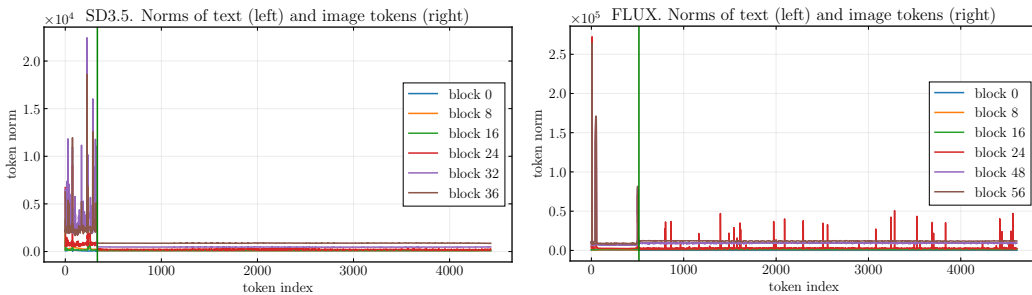 SD3.5. Norms of text (left) and image tokens (right)
×10⁴
2.0
1.5
1.0
0.5
0.0
token norm
0
1000
2000
3000
4000
token index
block 0
block 8
block 16
block 24
block 32
block 36
FLUX. Norms of text (left) and image tokens (right)
×10⁵
2.5
2.0
1.5
1.0
0.5
0.0
token norm
0
1000
2000
3000
4000
token index
block 0
block 8
block 16
block 24
block 48
block 56